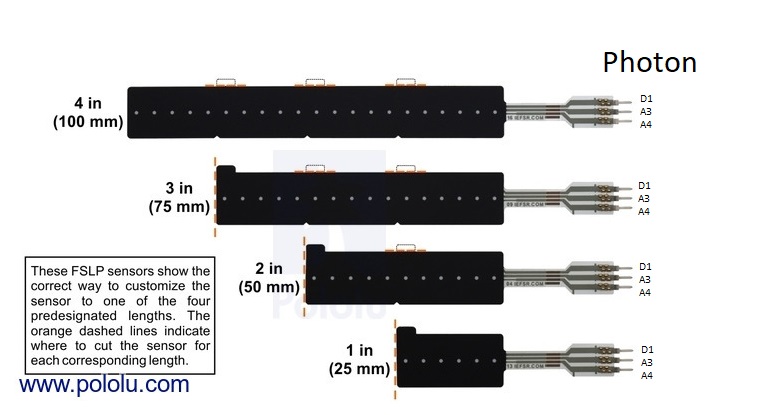 Photon
4 in
(100 mm)
D1
A3
A4
3 in
(75 mm)
D1
A3
A4
2 in
(50 mm)
D1
A3
A4
1 in
(25 mm)
D1
A3
A4
These FSLP sensors show the
correct way to customize the
sensor to one of the four
predesignated lengths. The
orange dashed lines indicate
where to cut the sensor for
each corresponding length.
www.pololu.com
Pololu